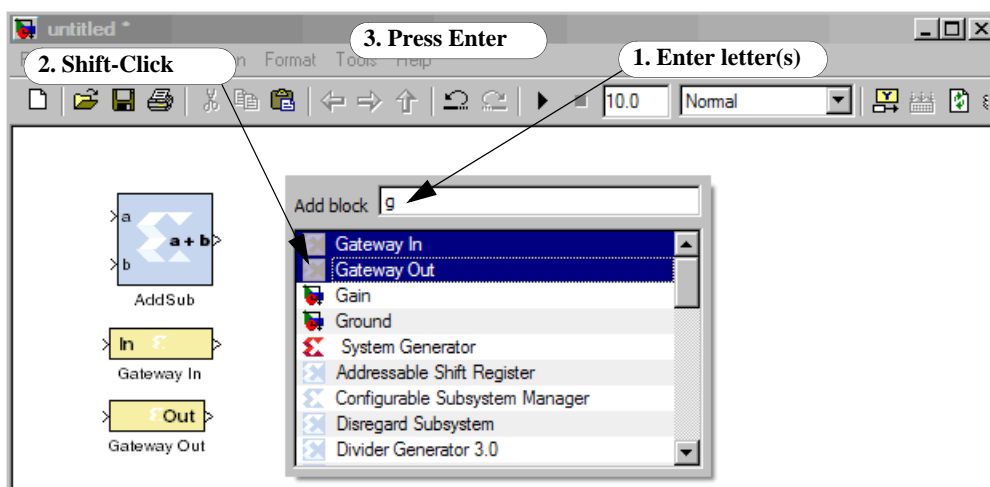 untitled *
3. Press Enter
2. Shift-Click
1. Enter letter(s)
Format Tools Help
10.0
Normal
Add block g
Gateway In
Gateway Out
Gain
Ground
System Generator
Addressable Shift Register
Configurable Subsystem Manager
Disregard Subsystem
Divider Generator 3.0
a
a + b
b
AddSub
In
Gateway In
Out
Gateway Out